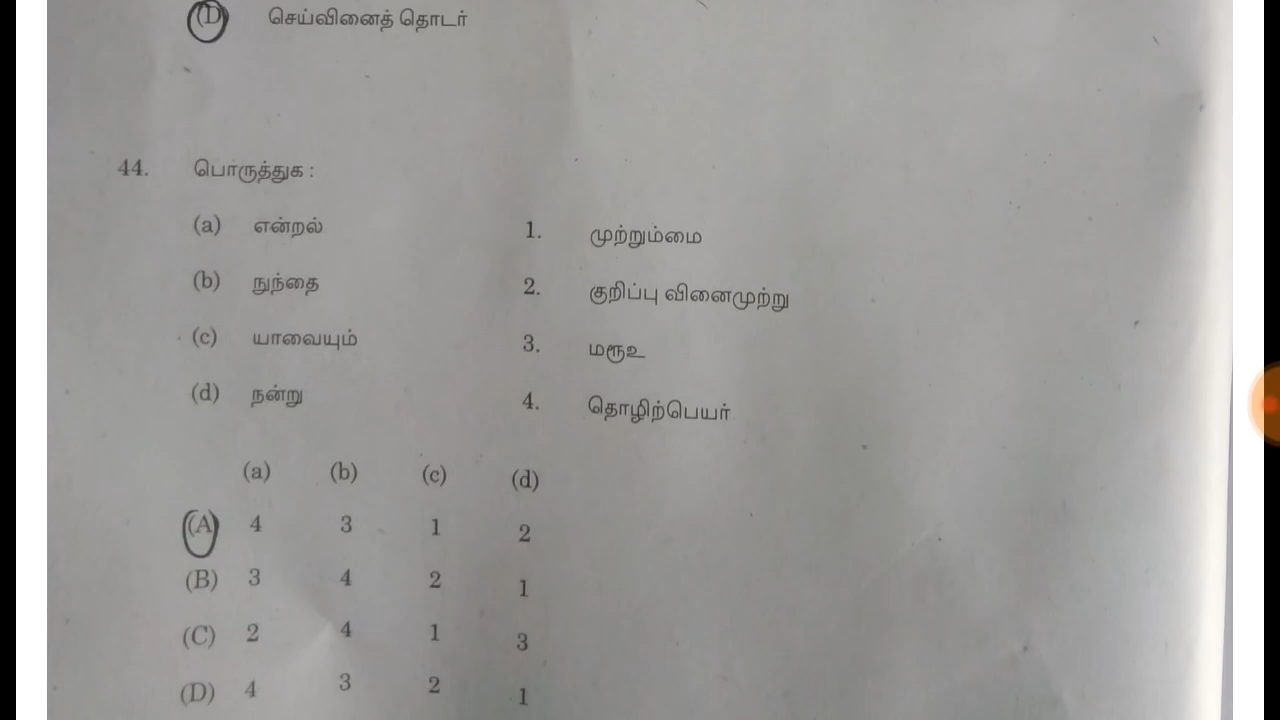 (D) செய்வினைத் தொடர்
44. பொருத்துக :
(a) என்றல் 1. முற்றும்மை
(b) நுந்தை 2. குறிப்பு வினைமுற்று
(c) யாவையும் 3. மரூஉ
(d) நன்று 4. தொழிற்பெயர்
(a) (b) (c) (d)
(A) 4 3 1 2
(B) 3 4 2 1
(C) 2 4 1 3
(D) 4 3 2 1